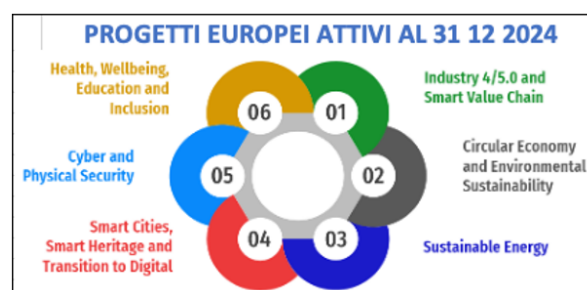 PROGETTI EUROPEI ATTIVI AL 31 12 2024
Health, Wellbeing,
Education and
Inclusion
06
01
Industry 4/5.0 and
Smart Value Chain
Cyber and
Physical Security
05
02
Circular Economy
and Environmental
Sustainability
Smart Cities,
Smart Heritage and
Transition to Digital
04
03
Sustainable Energy